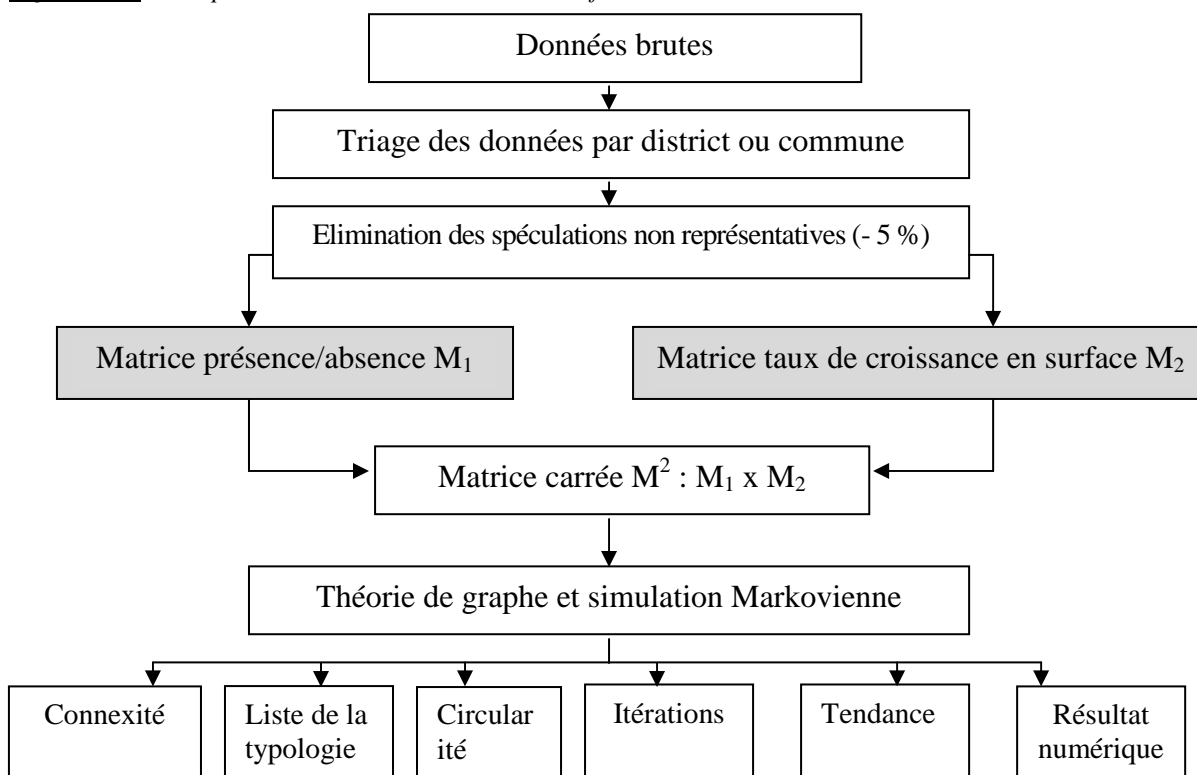 Données brutes
Triage des données par district ou commune
Elimination des spéculations non représentatives (- 5 %)
Matrice présence/absence M₁
Matrice taux de croissance en surface M₂
Matrice carrée M² : M₁ x M₂
Théorie de graphe et simulation Markovienne
Connexité
Liste de la
typologie
Circular
ité
Itérations
Tendance
Résultat
numérique